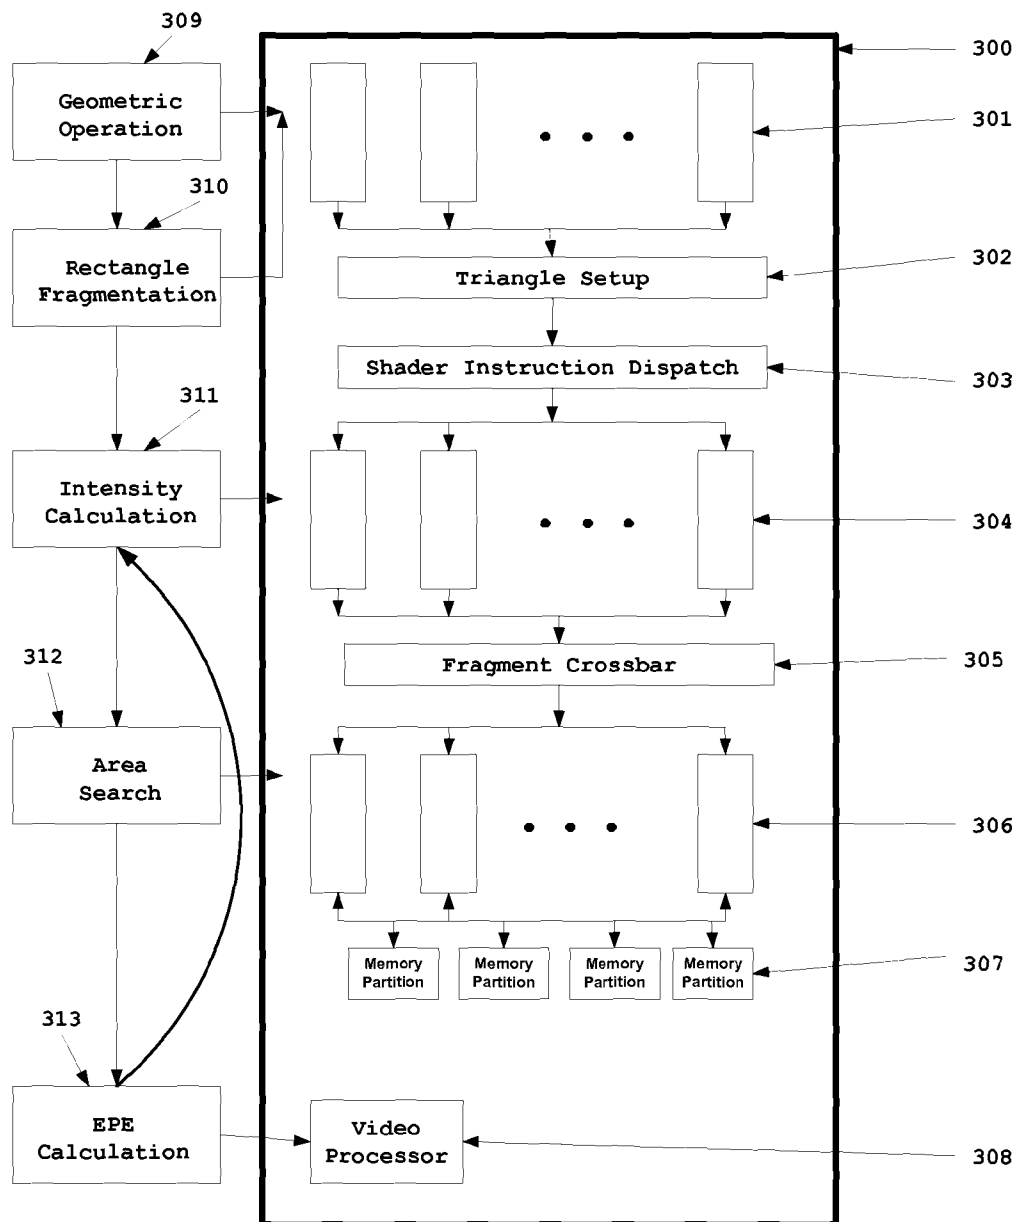 309
300
Geometric
Operation
301
310
Rectangle
Fragmentation
302
Triangle Setup
303
Shader Instruction Dispatch
311
Intensity
Calculation
304
312
305
Fragment Crossbar
Area
Search
306
Memory
Partition
Memory
Partition
Memory
Partition
Memory
Partition
307
313
EPE
Calculation
Video
Processor
308